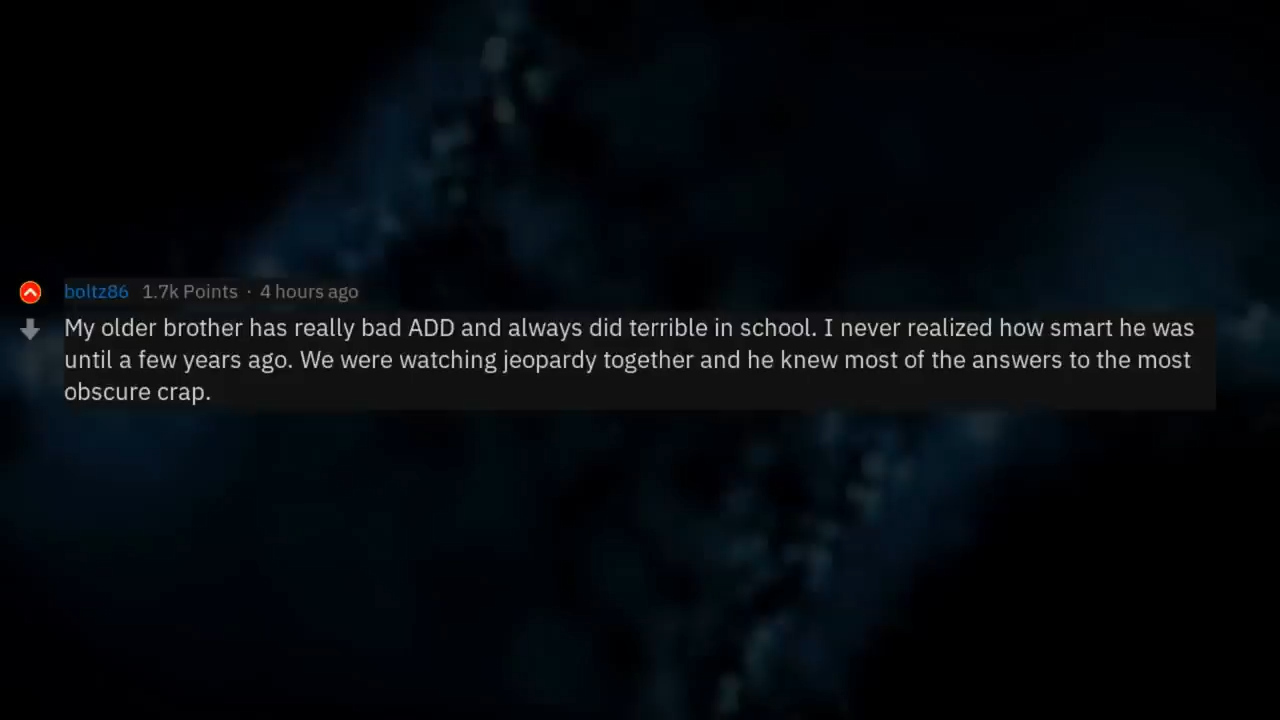 boltz86 1.7k Points · 4 hours ago
My older brother has really bad ADD and always did terrible in school. I never realized how smart he was
until a few years ago. We were watching jeopardy together and he knew most of the answers to the most
obscure crap.